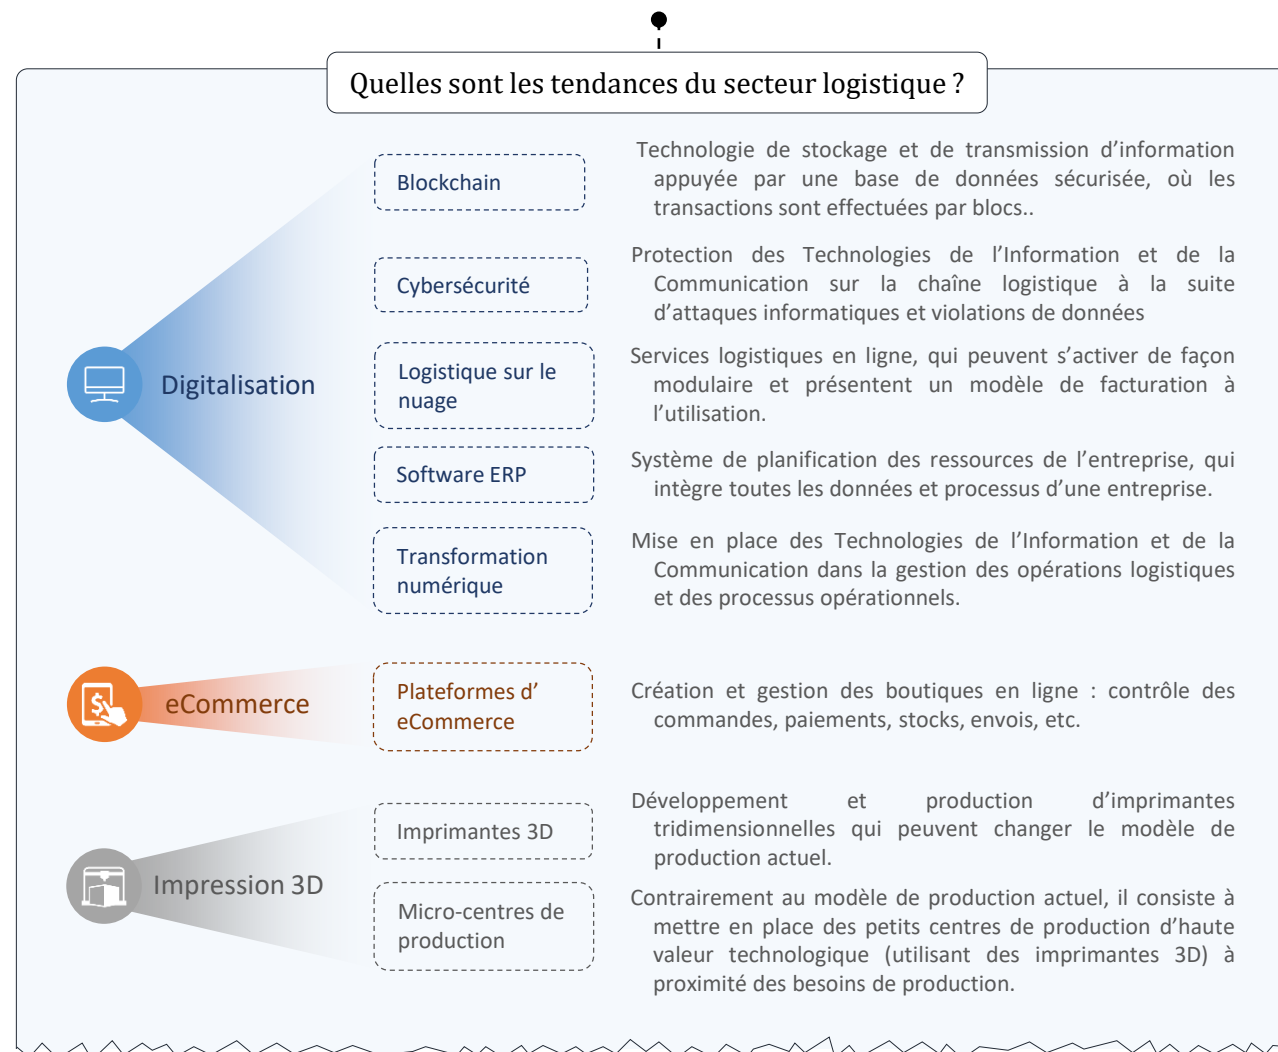 Quelles sont les tendances du secteur logistique ?
Blockchain
Technologie de stockage et de transmission d’information
appuyée par une base de données sécurisée, où les
transactions sont effectuées par blocs..
Cybersécurité
Protection des Technologies de l’Information et de la
Communication sur la chaîne logistique à la suite
d’attaques informatiques et violations de données
Digitalisation
Logistique sur le
nuage
Services logistiques en ligne, qui peuvent s’activer de façon
modulaire et présentent un modèle de facturation à
l’utilisation.
Software ERP
Système de planification des ressources de l’entreprise, qui
intègre toutes les données et processus d’une entreprise.
Transformation
numérique
Mise en place des Technologies de l’Information et de la
Communication dans la gestion des opérations logistiques
et des processus opérationnels.
eCommerce
Plateformes d’
eCommerce
Création et gestion des boutiques en ligne : contrôle des
commandes, paiements, stocks, envois, etc.
Impression 3D
Imprimantes 3D
Développement et production d’imprimantes
tridimensionnelles qui peuvent changer le modèle de
production actuel.
Micro-centres de
production
Contrairement au modèle de production actuel, il consiste à
mettre en place des petits centres de production d’haute
valeur technologique (utilisant des imprimantes 3D) à
proximité des besoins de production.